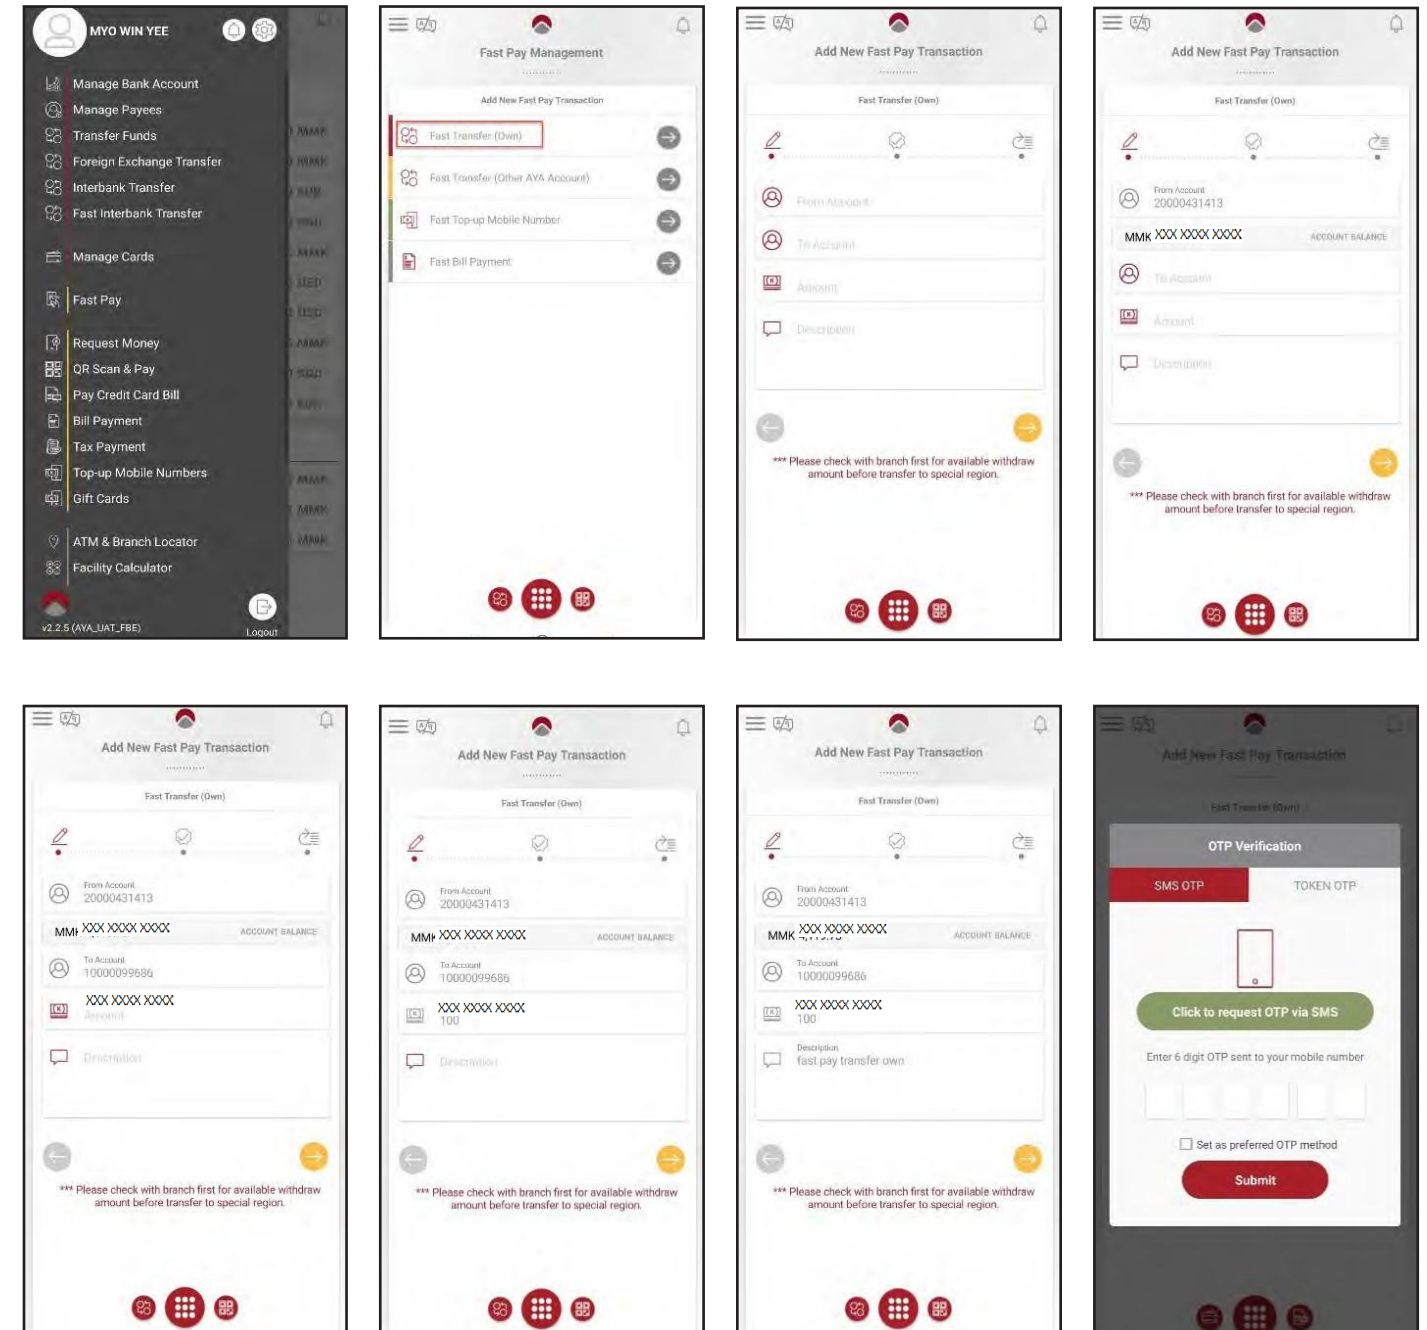 MYO WIN YEE
Manage Bank Account
Manage Payees
Transfer Funds
Foreign Exchange Transfer
Interbank Transfer
Fast Interbank Transfer
Manage Cards
Fast Pay
Request Money
QR Scan & Pay
Pay Credit Card Bill
Bill Payment
Tax Payment
Top-up Mobile Numbers
Gift Cards
ATM & Branch Locator
Facility Calculator
v2.2.5 (AYA_UAT_FBE)
Logout
Fast Pay Management
Add New Fast Pay Transaction
Fast Transfer (Own)
Fast Transfer (Other AYA Account)
Fast Top-up Mobile Number
Fast Bill Payment
Add New Fast Pay Transaction
Fast Transfer (Own)
From Account
To Account
Amount
Description
*** Please check with branch first for available withdraw
amount before transfer to special region.
Add New Fast Pay Transaction
Fast Transfer (Own)
From Account
20000431413
MMK XXX XXXX XXXX ACCOUNT BALANCE
To Account
Amount
Description
*** Please check with branch first for available withdraw
amount before transfer to special region.
Add New Fast Pay Transaction
Fast Transfer (Own)
From Account
20000431413
MMK XXX XXXX XXXX ACCOUNT BALANCE
To Account
10000099686
XXX XXXX XXXX
Amount
Description
*** Please check with branch first for available withdraw
amount before transfer to special region.
Add New Fast Pay Transaction
Fast Transfer (Own)
From Account
20000431413
MMK XXX XXXX XXXX ACCOUNT BALANCE
To Account
10000099686
XXX XXXX XXXX
100
Description
*** Please check with branch first for available withdraw
amount before transfer to special region.
Add New Fast Pay Transaction
Fast Transfer (Own)
From Account
20000431413
MMK XXX XXXX XXXX ACCOUNT BALANCE
To Account
10000099686
XXX XXXX XXXX
100
Description
fast pay transfer own
*** Please check with branch first for available withdraw
amount before transfer to special region.
Add New Fast Pay Transaction
Fast Transfer (Own)
OTP Verification
SMS OTP TOKEN OTP
Click to request OTP via SMS
Enter 6 digit OTP sent to your mobile number
Set as preferred OTP method
Submit